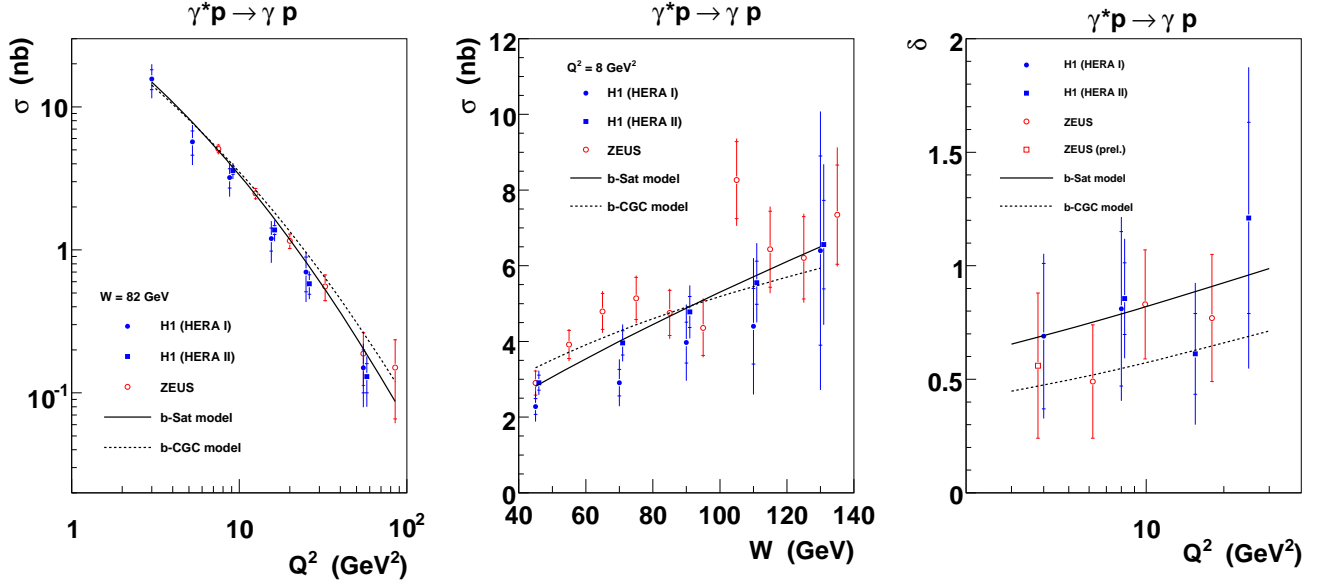 γ*p → γ p
σ (nb)
10
1
10⁻¹
W = 82 GeV
H1 (HERA I)
H1 (HERA II)
ZEUS
b-Sat model
b-CGC model
1
10
10²
Q² (GeV²)
γ*p → γ p
σ (nb)
12
10
8
6
4
2
0
Q² = 8 GeV²
H1 (HERA I)
H1 (HERA II)
ZEUS
b-Sat model
b-CGC model
40 60 80 100 120 140
W (GeV)
γ*p → γ p
δ
2
1.5
1
0.5
0
H1 (HERA I)
H1 (HERA II)
ZEUS
ZEUS (prel.)
b-Sat model
b-CGC model
10
Q² (GeV²)